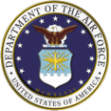 DEPARTMENT OF THE AIR FORCE
UNITED STATES OF AMERICA